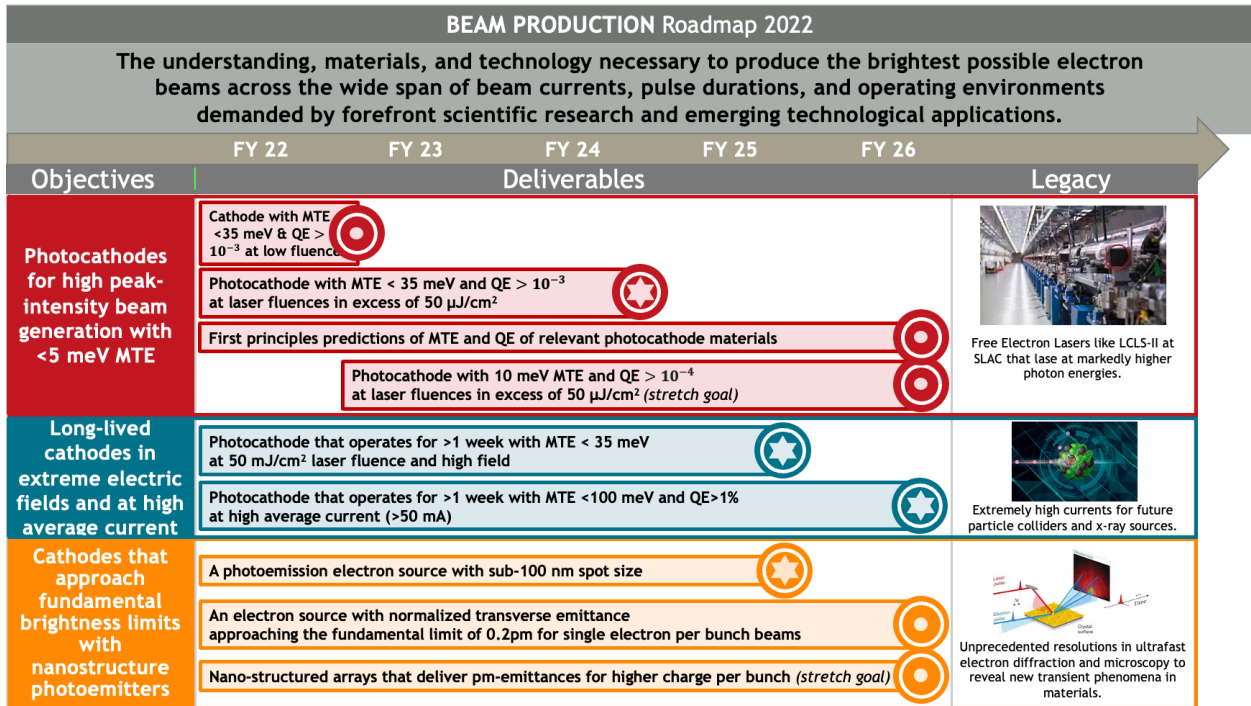 BEAM PRODUCTION Roadmap 2022
The understanding, materials, and technology necessary to produce the brightest possible electron
beams across the wide span of beam currents, pulse durations, and operating environments
demanded by forefront scientific research and emerging technological applications.
FY 22 FY 23 FY 24 FY 25 FY 26
Objectives Deliverables Legacy
Photocathodes
for high peak-
intensity beam
generation with
<5 meV MTE
Cathode with MTE
<35 meV & QE >
10⁻³ at low fluence
Photocathode with MTE < 35 meV and QE > 10⁻³
at laser fluences in excess of 50 μJ/cm²
First principles predictions of MTE and QE of relevant photocathode materials
Photocathode with 10 meV MTE and QE > 10⁻⁴
at laser fluences in excess of 50 μJ/cm² (stretch goal)
Free Electron Lasers like LCLS-II at
SLAC that lase at markedly higher
photon energies.
Long-lived
cathodes in
extreme electric
fields and at high
average current
Photocathode that operates for >1 week with MTE < 35 meV
at 50 mJ/cm² laser fluence and high field
Photocathode that operates for >1 week with MTE <100 meV and QE>1%
at high average current (>50 mA)
Extremely high currents for future
particle colliders and x-ray sources.
Cathodes that
approach
fundamental
brightness limits
with
nanostructure
photoemitters
A photoemission electron source with sub-100 nm spot size
An electron source with normalized transverse emittance
approaching the fundamental limit of 0.2pm for single electron per bunch beams
Nano-structured arrays that deliver pm-emittances for higher charge per bunch (stretch goal)
Laser
pulse
Δt
Electron
pulse
Time
Crystal
surface
Unprecedented resolutions in ultrafast
electron diffraction and microscopy to
reveal new transient phenomena in
materials.